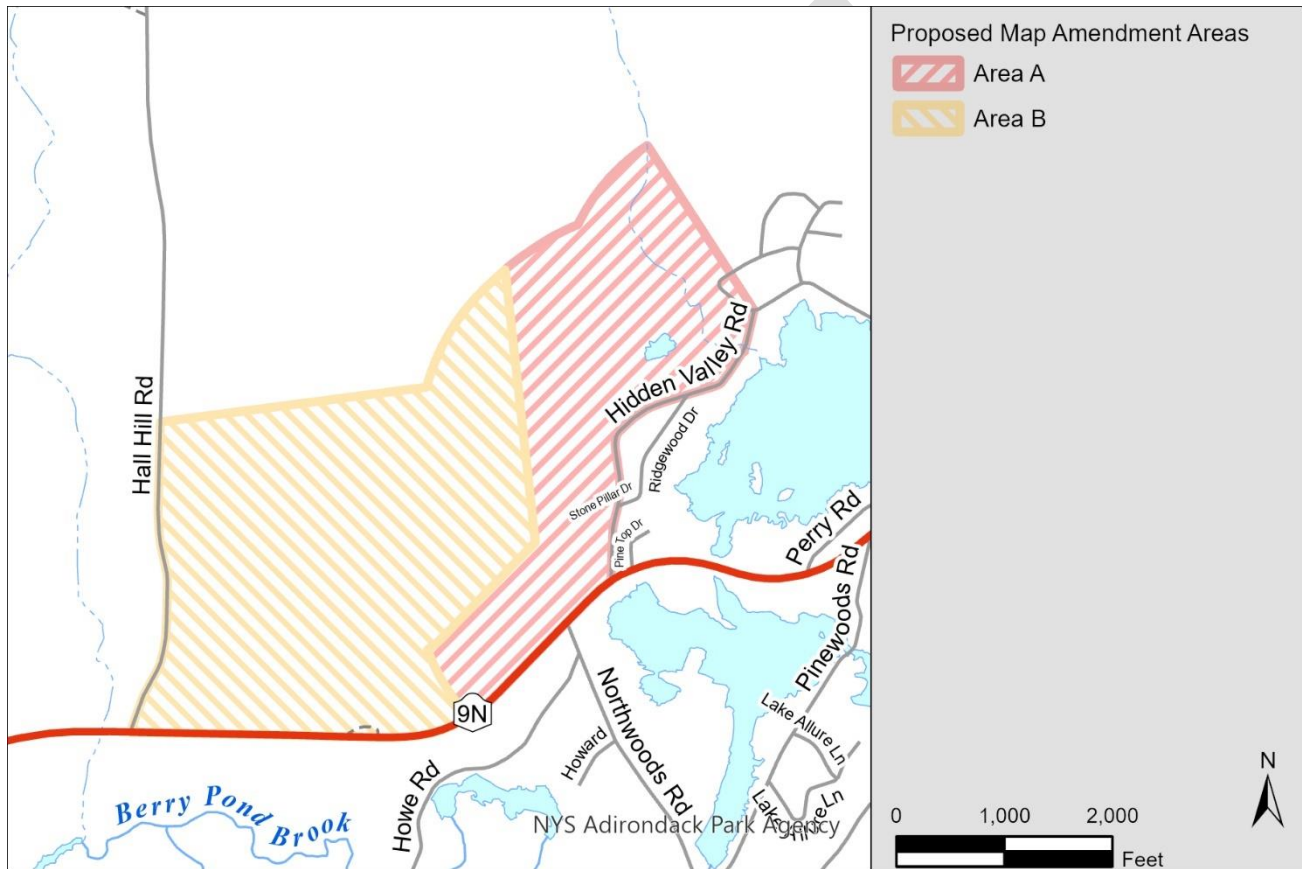 Proposed Map Amendment Areas
Area A
Area B
Hall Hill Rd
Hidden Valley Rd
Ridgewood Dr
Stone Pillar Dr
Pine Top Dr
Perry Rd
Pinewoods Rd
9N
Northwoods Rd
Lake Allure Ln
Howard
Howe Rd
Berry Pond
Brook
Lake
Ln
NYS Adirondack Park Agency
N
0 1,000 2,000
Feet